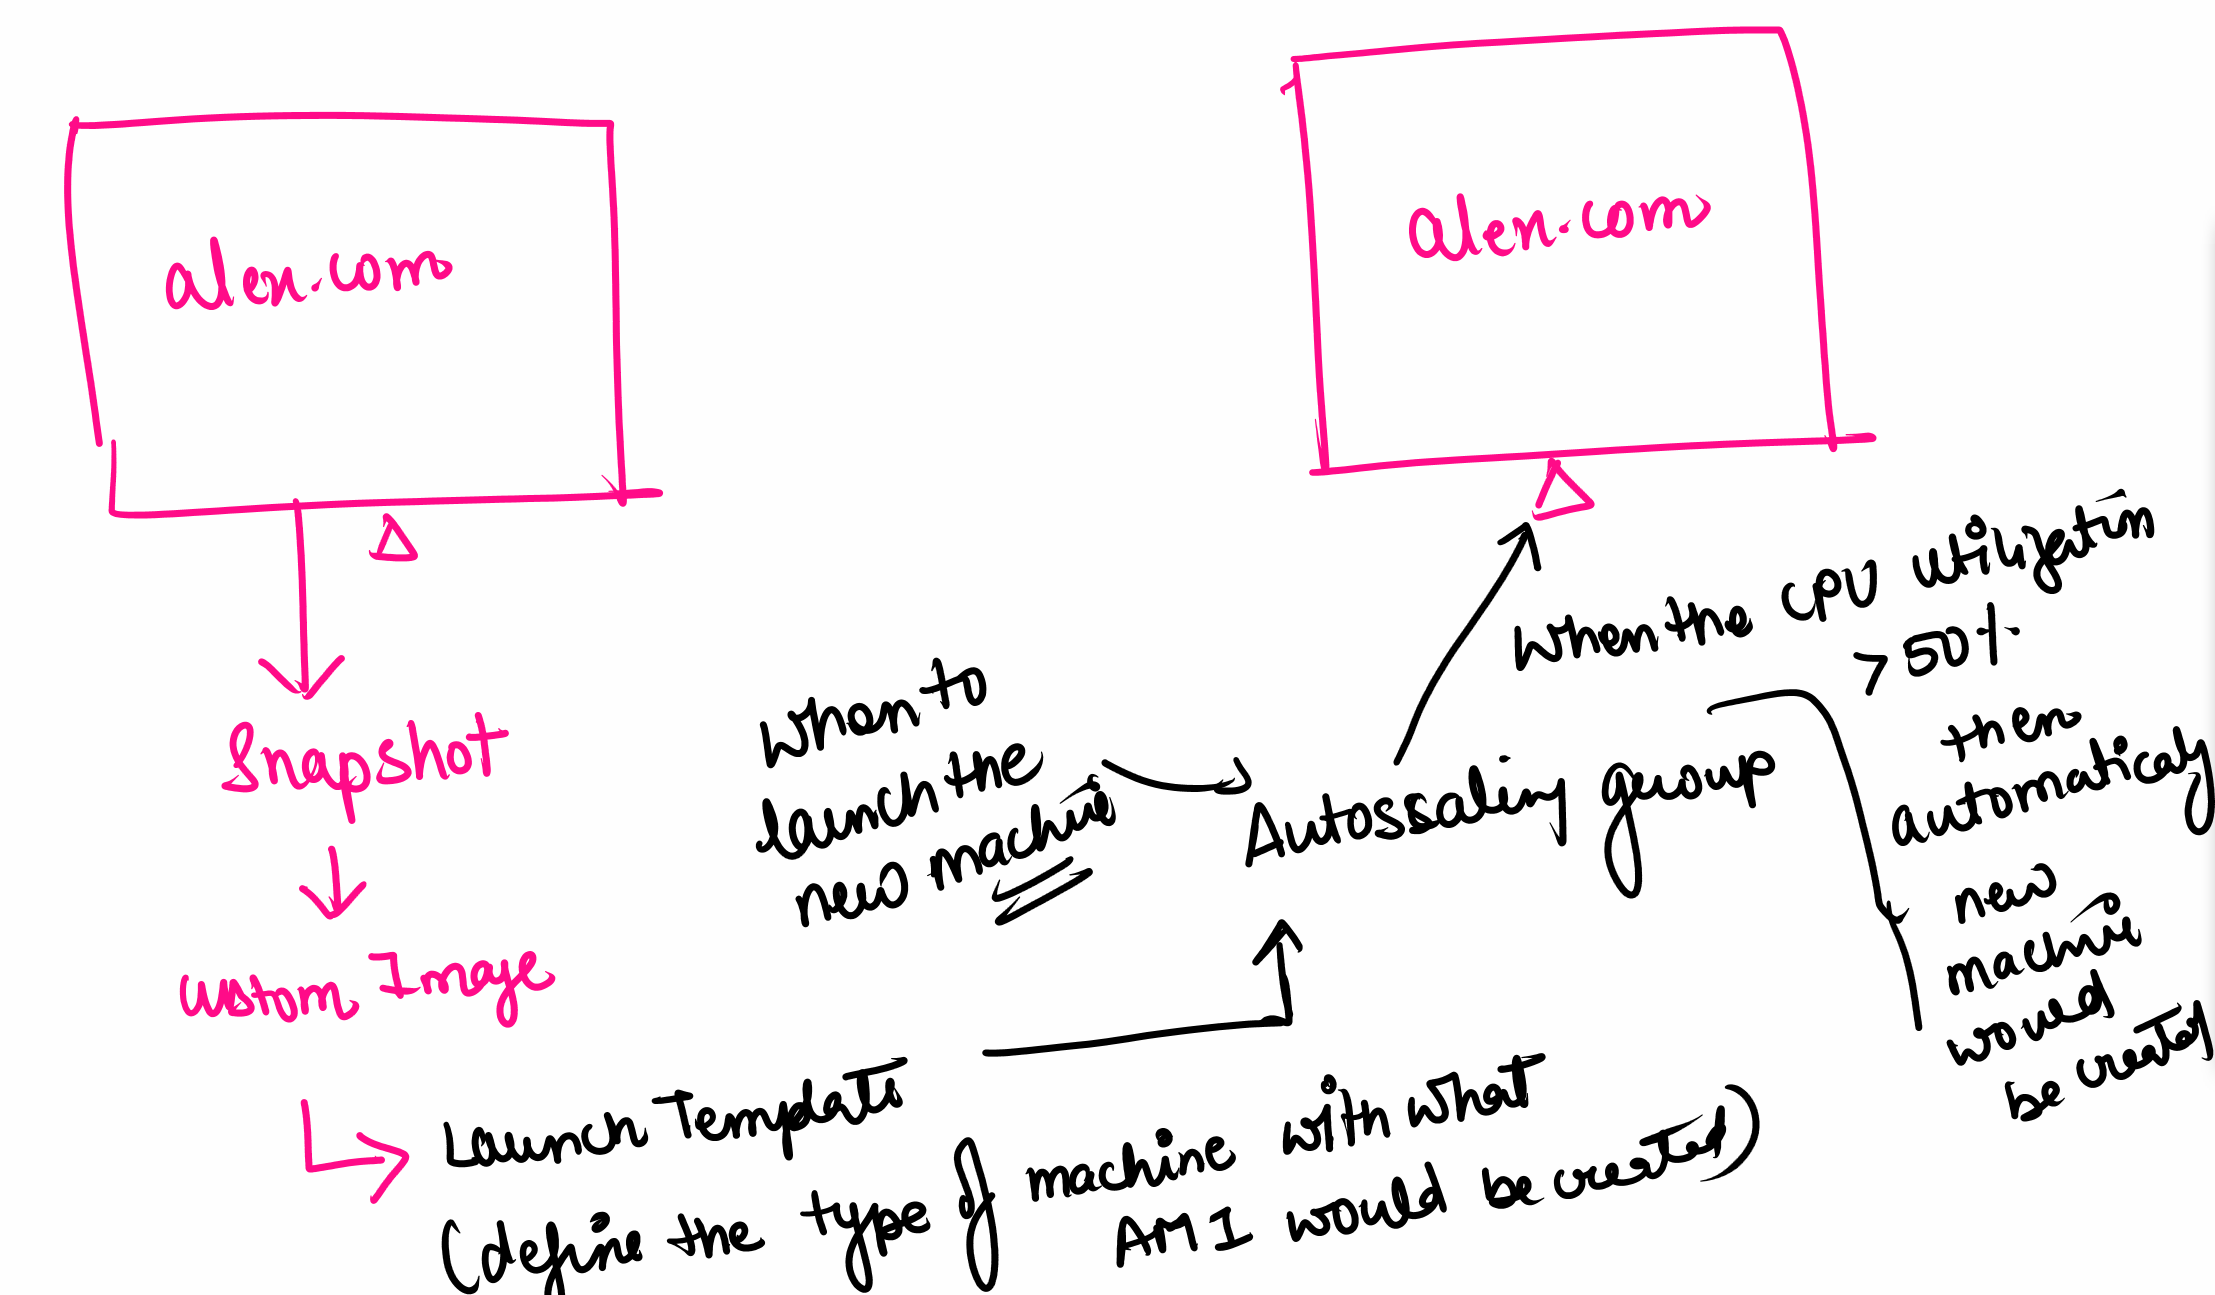 alen.com
alen.com
Snapshot
custom Image
Launch Template
(define the type of machine with what
AMI would be created)
When to
launch the
new machine
Autossaling group
When the CPU utilization
> 50%
then
automaticaly
new
machine
would
be created